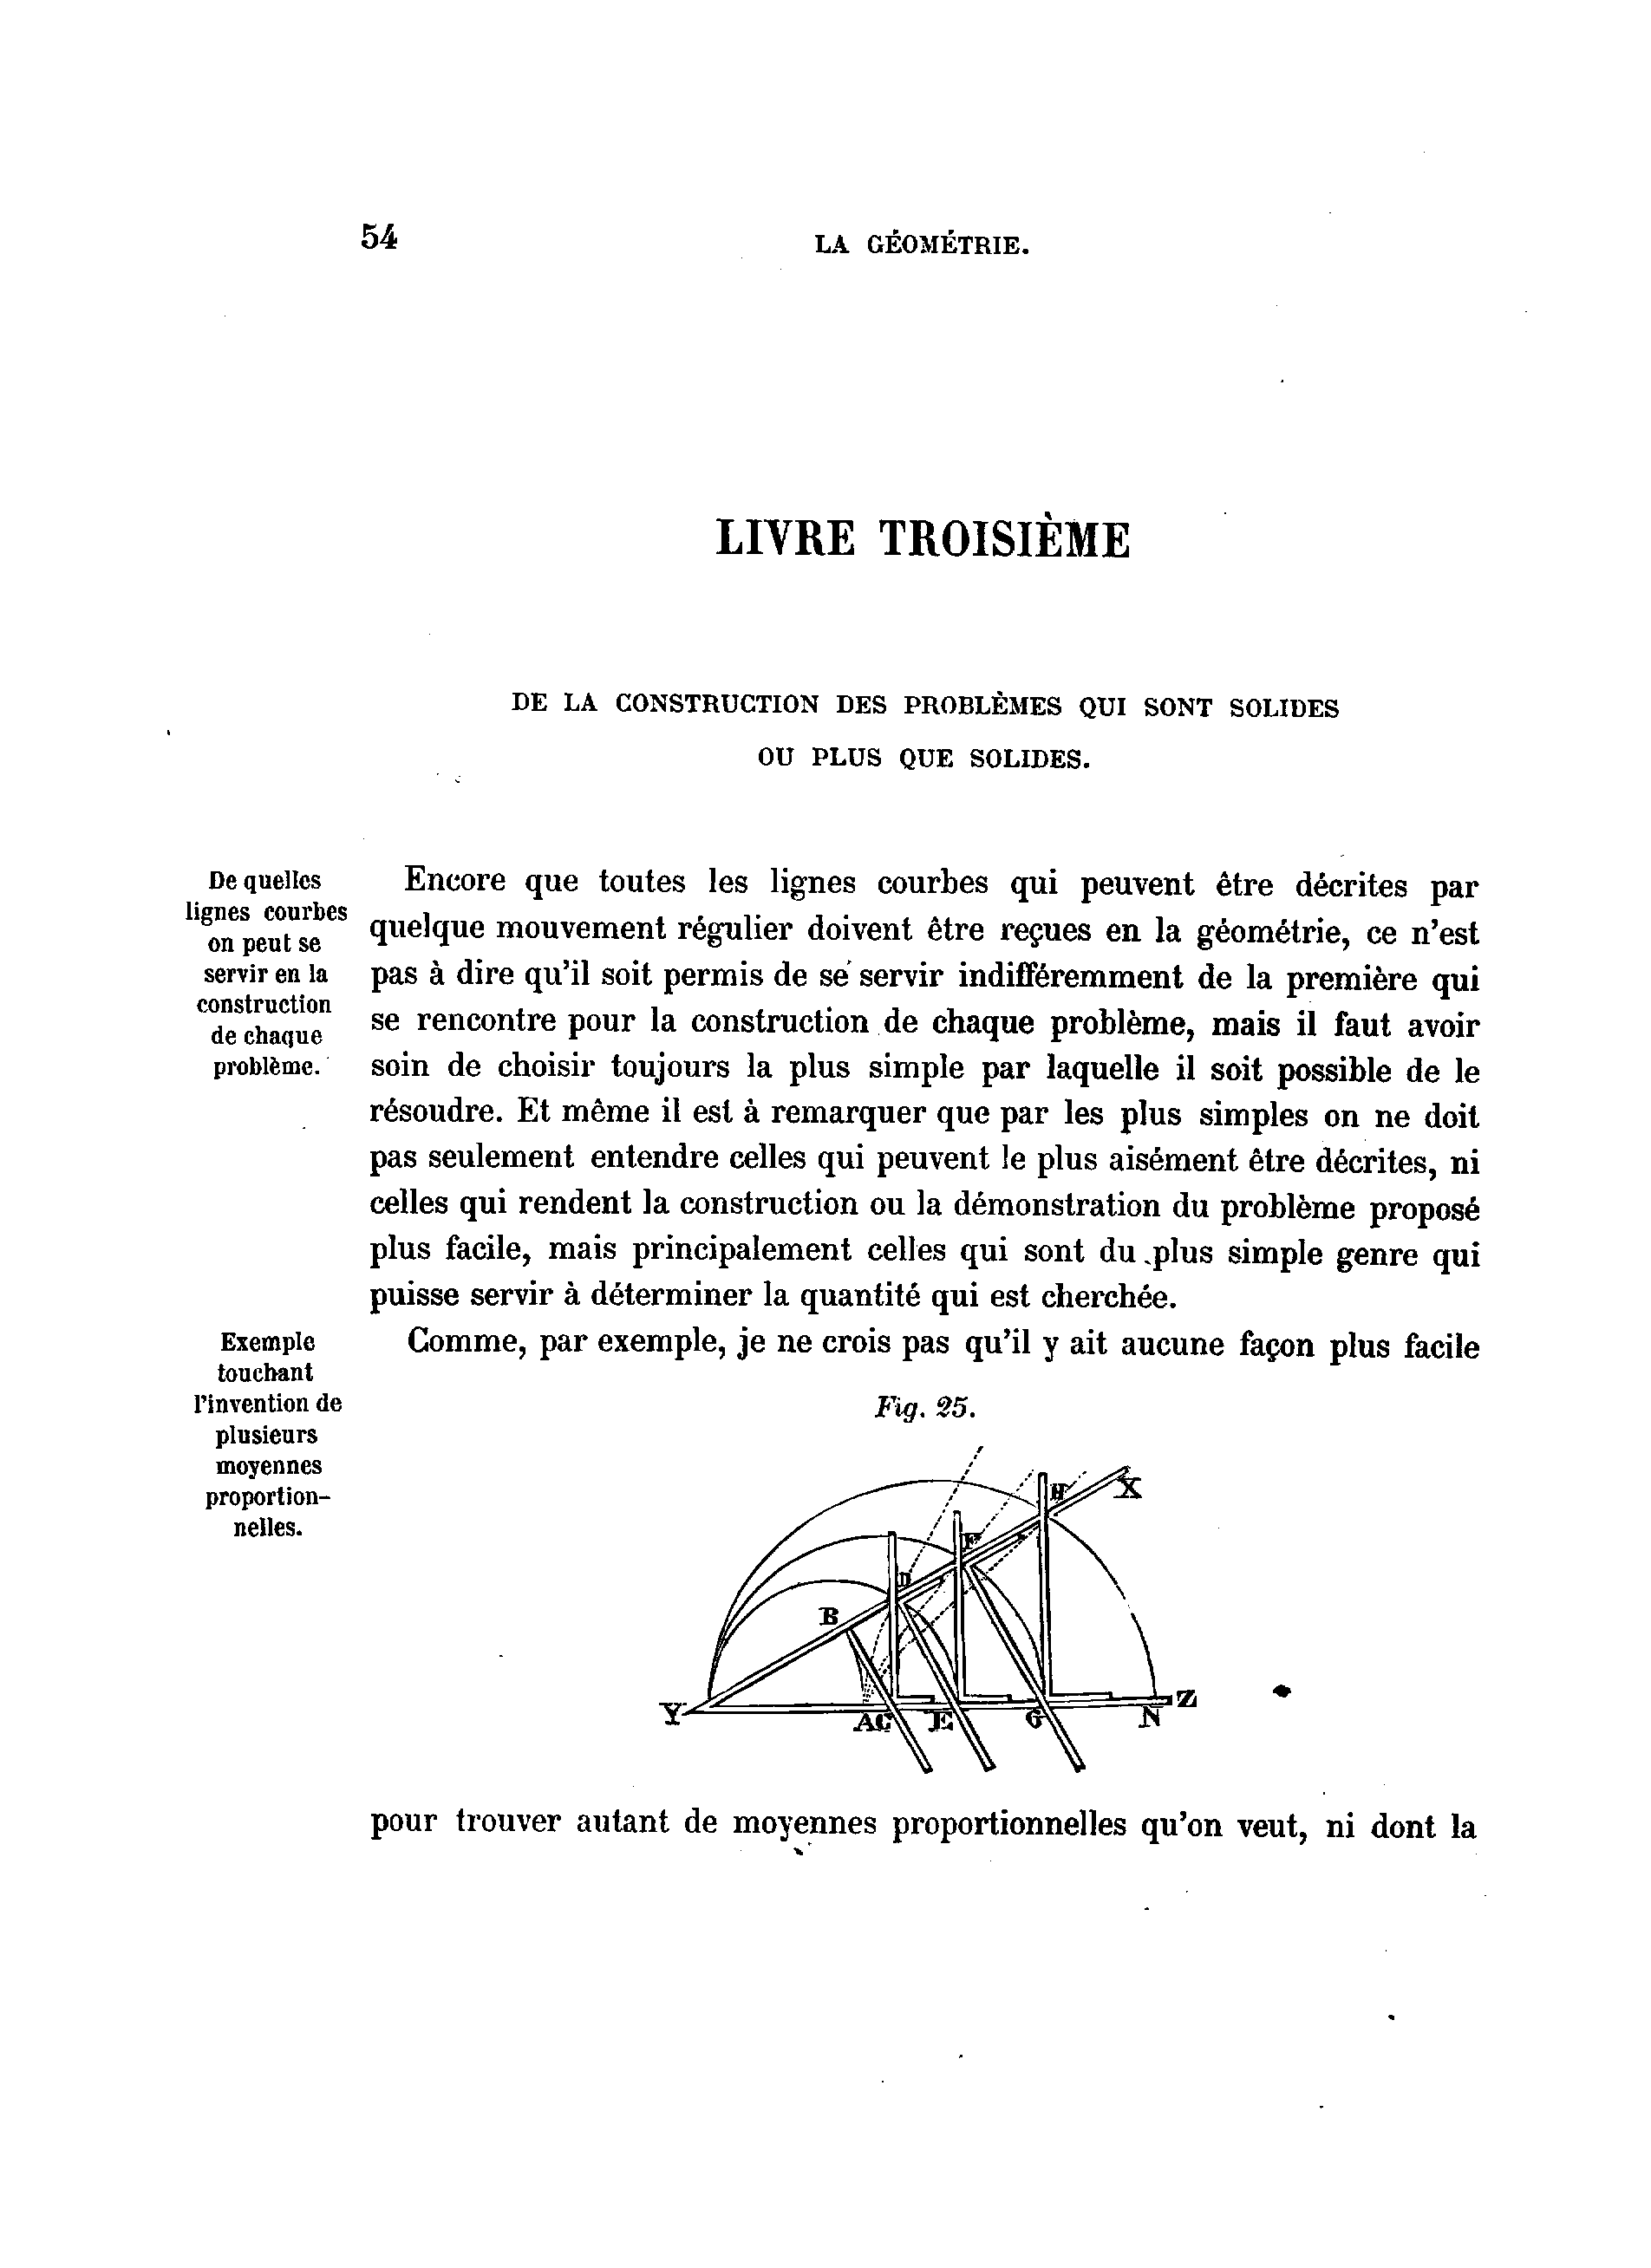 54
LA GÉOMÉTRIE.
LIVRE TROISIÈME
DE LA CONSTRUCTION DES PROBLÈMES QUI SONT SOLIDES
OU PLUS QUE SOLIDES.
De quelles
lignes courbes
on peut se
servir en la
construction
de chaque
problème.
Encore que toutes les lignes courbes qui peuvent être décrites par
quelque mouvement régulier doivent être reçues en la géométrie, ce n'est
pas à dire qu'il soit permis de se servir indifféremment de la première qui
se rencontre pour la construction de chaque problème, mais il faut avoir
soin de choisir toujours la plus simple par laquelle il soit possible de le
résoudre. Et même il est à remarquer que par les plus simples on ne doit
pas seulement entendre celles qui peuvent le plus aisément être décrites, ni
celles qui rendent la construction ou la démonstration du problème proposé
plus facile, mais principalement celles qui sont du plus simple genre qui
puisse servir à déterminer la quantité qui est cherchée.
Exemple
touchant
l'invention de
plusieurs
moyennes
proportion-
nelles.
Comme, par exemple, je ne crois pas qu'il y ait aucune façon plus facile
Fig. 25.
H
X
F
D
B
Y
A C
E
G
N
Z
pour trouver autant de moyennes proportionnelles qu'on veut, ni dont la